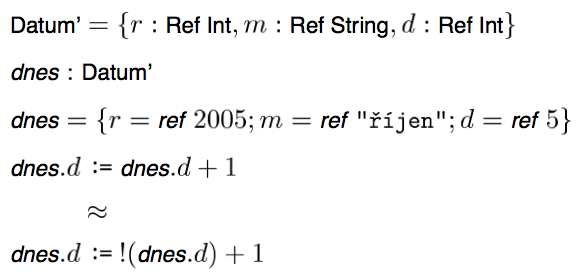 Datum' = {r : Ref Int, m : Ref String, d : Ref Int}
dnes : Datum'
dnes = {r = ref 2005; m = ref "říjen"; d = ref 5}
dnes.d := dnes.d + 1
≈
dnes.d := !(dnes.d) + 1